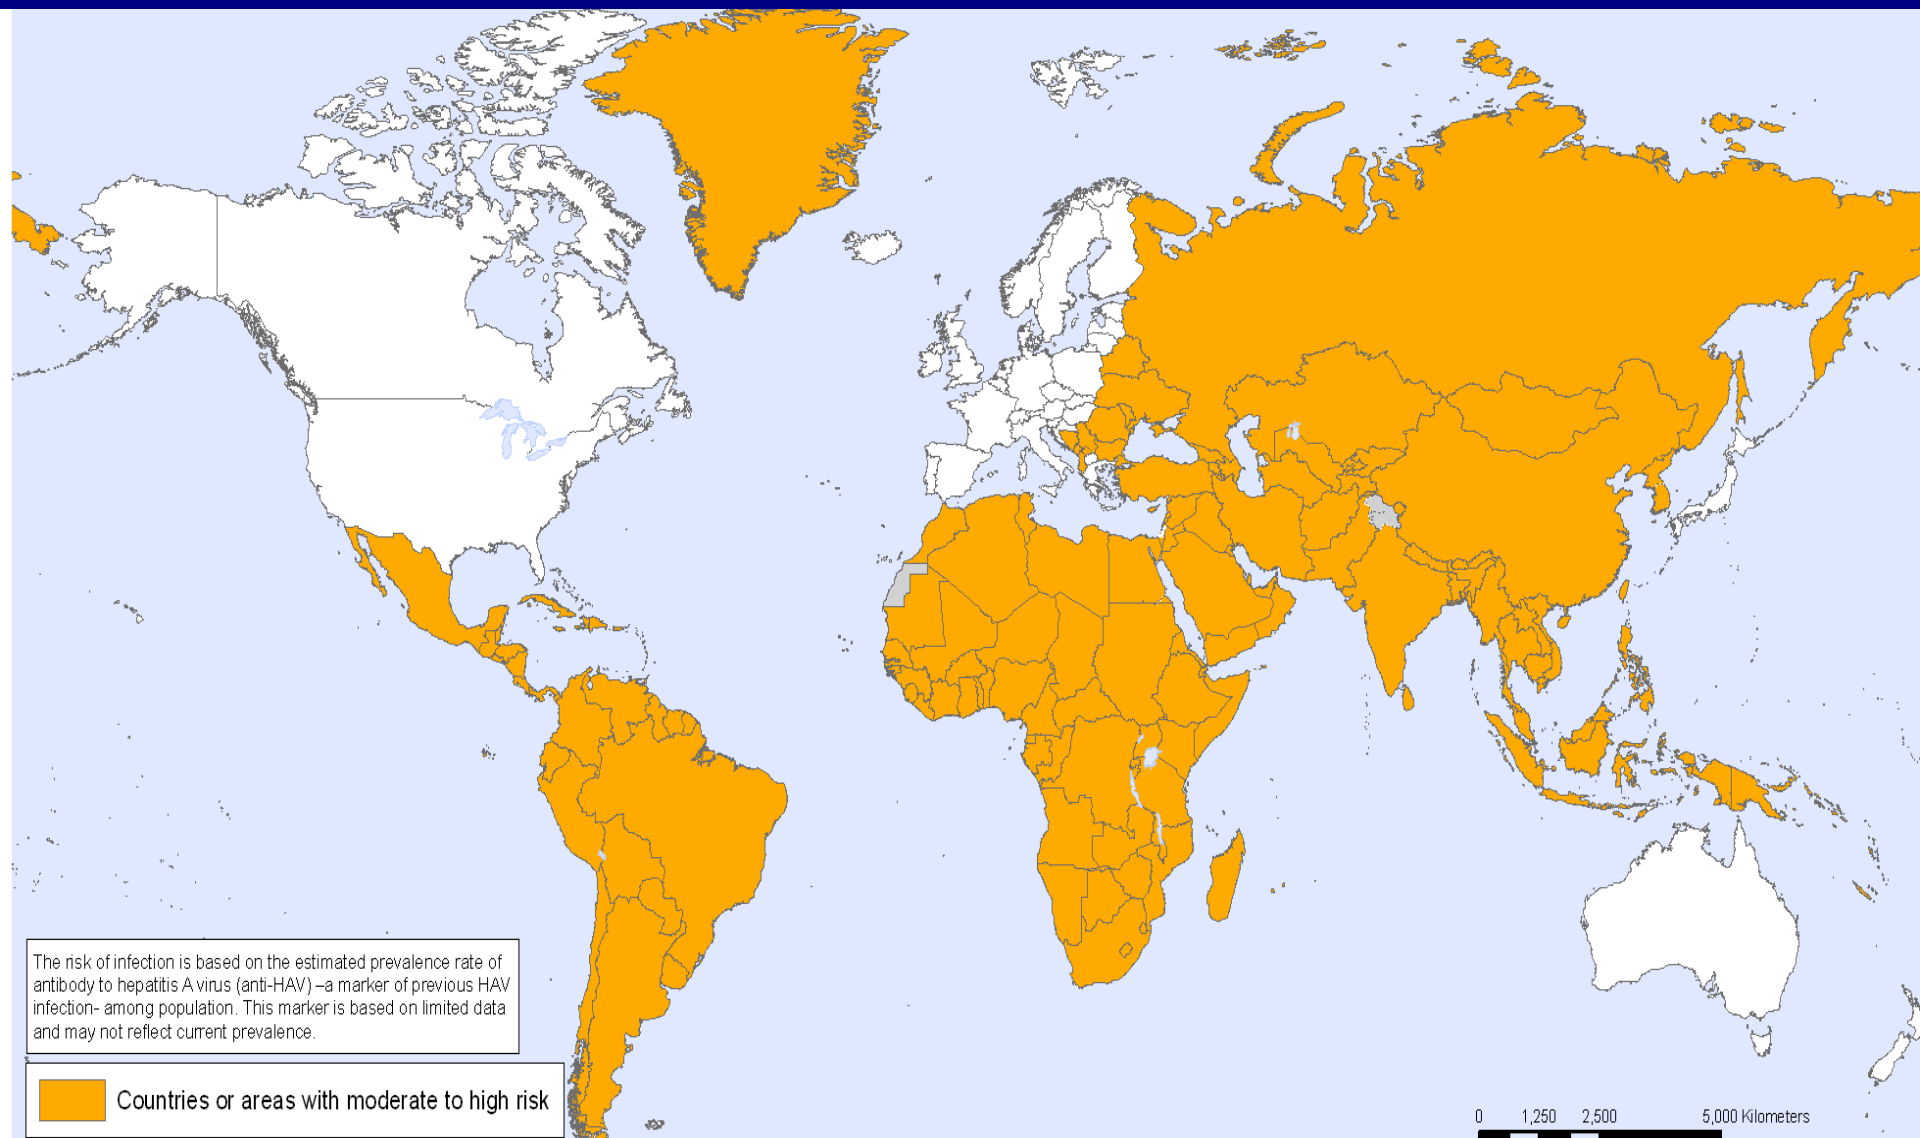 The risk of infection is based on the estimated prevalence rate of
antibody to hepatitis A virus (anti-HAV) –a marker of previous HAV
infection- among population. This marker is based on limited data
and may not reflect current prevalence.
Countries or areas with moderate to high risk
0 1,250 2,500 5,000 Kilometers